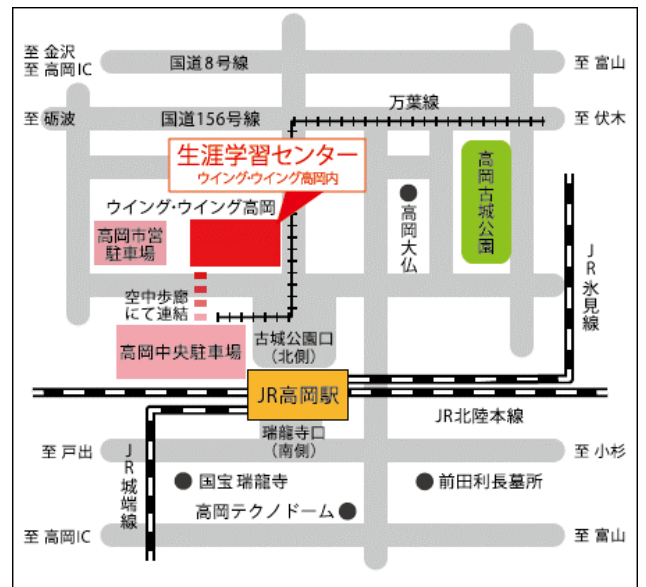 至 金沢
至 高岡IC
国道8号線
至 富山
万葉線
至 砺波
国道156号線
至 伏木
生涯学習センター
ウイング・ウイング高岡内
高岡古城公園
ウイング・ウイング高岡
高岡大仏
高岡市営
駐車場
JR氷見線
空中歩廊
にて連結
古城公園口
(北側)
高岡中央駐車場
JR高岡駅
JR北陸本線
瑞龍寺口
(南側)
至 戸出
JR城端線
至 小杉
国宝 瑞龍寺
前田利長墓所
高岡テクノドーム
至 高岡IC
至 富山